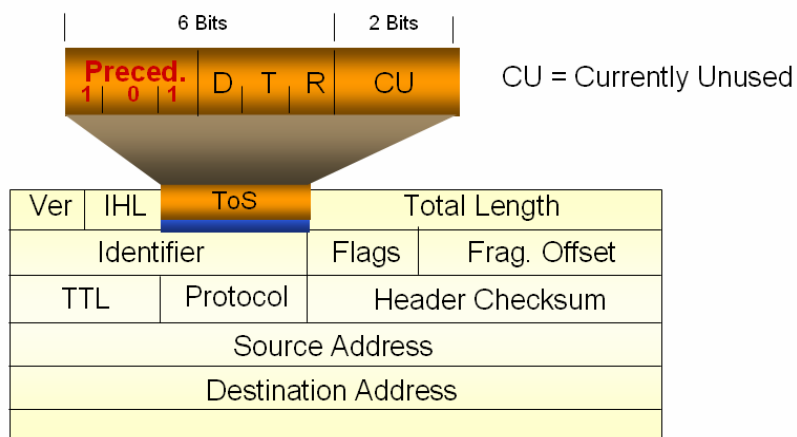 6 Bits 2 Bits
Preced. D T R CU CU = Currently Unused
1 0 1
Ver IHL ToS Total Length
Identifier Flags Frag. Offset
TTL Protocol Header Checksum
Source Address
Destination Address